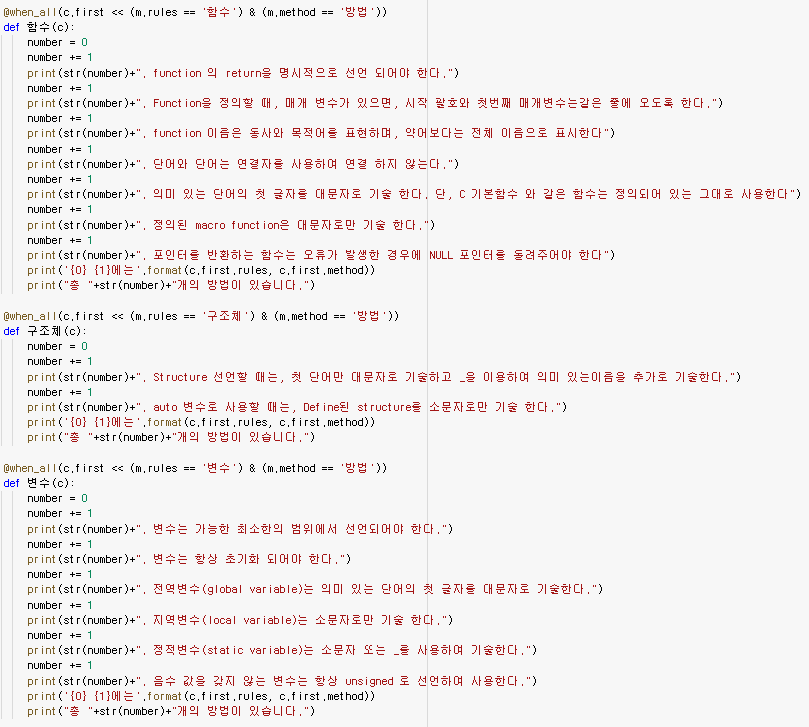 @when_all(c.first << (m.rules == '함수') & (m.method == '방법'))
def 함수(c):
    number = 0
    number += 1
    print(str(number)+". function 의 return을 명시적으로 선언 되어야 한다.")
    number += 1
    print(str(number)+". Function을 정의할 때, 매개 변수가 있으면, 시작 괄호와 첫번째 매개변수는같은 줄에 오도록 한다.")
    number += 1
    print(str(number)+". function 이름은 동사와 목적어를 표현하며, 약어보다는 전체 이름으로 표시한다")
    number += 1
    print(str(number)+". 단어와 단어는 연결자를 사용하여 연결 하지 않는다.")
    number += 1
    print(str(number)+". 의미 있는 단어의 첫 글자를 대문자로 기술 한다. 단, C 기본함수 와 같은 함수는 정의되어 있는 그대로 사용한다")
    number += 1
    print(str(number)+". 정의된 macro function은 대문자로만 기술 한다.")
    number += 1
    print(str(number)+". 포인터를 반환하는 함수는 오류가 발생한 경우에 NULL 포인터를 돌려주어야 한다")
    print('{0} {1}에는'.format(c.first.rules, c.first.method))
    print("총 "+str(number)+"개의 방법이 있습니다.")
@when_all(c.first << (m.rules == '구조체') & (m.method == '방법'))
def 구조체(c):
    number = 0
    number += 1
    print(str(number)+". Structure 선언할 때는, 첫 단어만 대문자로 기술하고 _을 이용하여 의미 있는이름을 추가로 기술한다.")
    number += 1
    print(str(number)+". auto 변수로 사용할 때는, Define된 structure를 소문자로만 기술 한다.")
    print('{0} {1}에는'.format(c.first.rules, c.first.method))
    print("총 "+str(number)+"개의 방법이 있습니다.")
@when_all(c.first << (m.rules == '변수') & (m.method == '방법'))
def 변수(c):
    number = 0
    number += 1
    print(str(number)+". 변수는 가능한 최소한의 범위에서 선언되어야 한다.")
    number += 1
    print(str(number)+". 변수는 항상 초기화 되어야 한다.")
    number += 1
    print(str(number)+". 전역변수(global variable)는 의미 있는 단어의 첫 글자를 대문자로 기술한다.")
    number += 1
    print(str(number)+". 지역변수(local variable)는 소문자로만 기술 한다.")
    number += 1
    print(str(number)+". 정적변수(static variable)는 소문자 또는 _을 사용하여 기술한다.")
    number += 1
    print(str(number)+". 음수 값을 갖지 않는 변수는 항상 unsigned 로 선언하여 사용한다.")
    print('{0} {1}에는'.format(c.first.rules, c.first.method))
    print("총 "+str(number)+"개의 방법이 있습니다.")